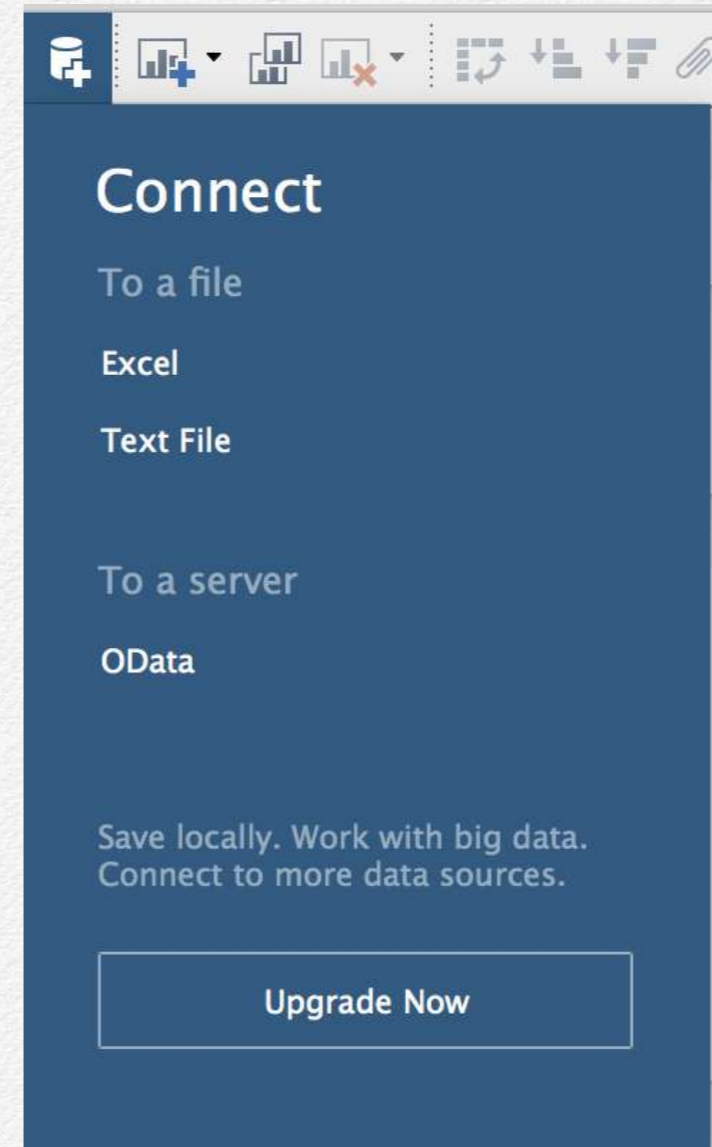 Connect
To a file
Excel
Text File
To a server
OData
Save locally. Work with big data.
Connect to more data sources.
Upgrade Now